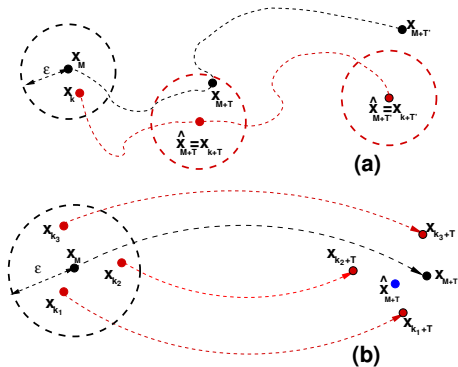 x_M
ε
x_k
x_{M+T}
x̂_{M+T}=x_{k+T}
x_{M+T'}
x̂_{M+T'}=x_{k+T'}
(a)
x_{k_3}
x_M
ε
x_{k_2}
x_{k_1}
x_{k_3+T}
x_{k_2+T}
x_{M+T}
x̂_{M+T}
x_{k_1+T}
(b)